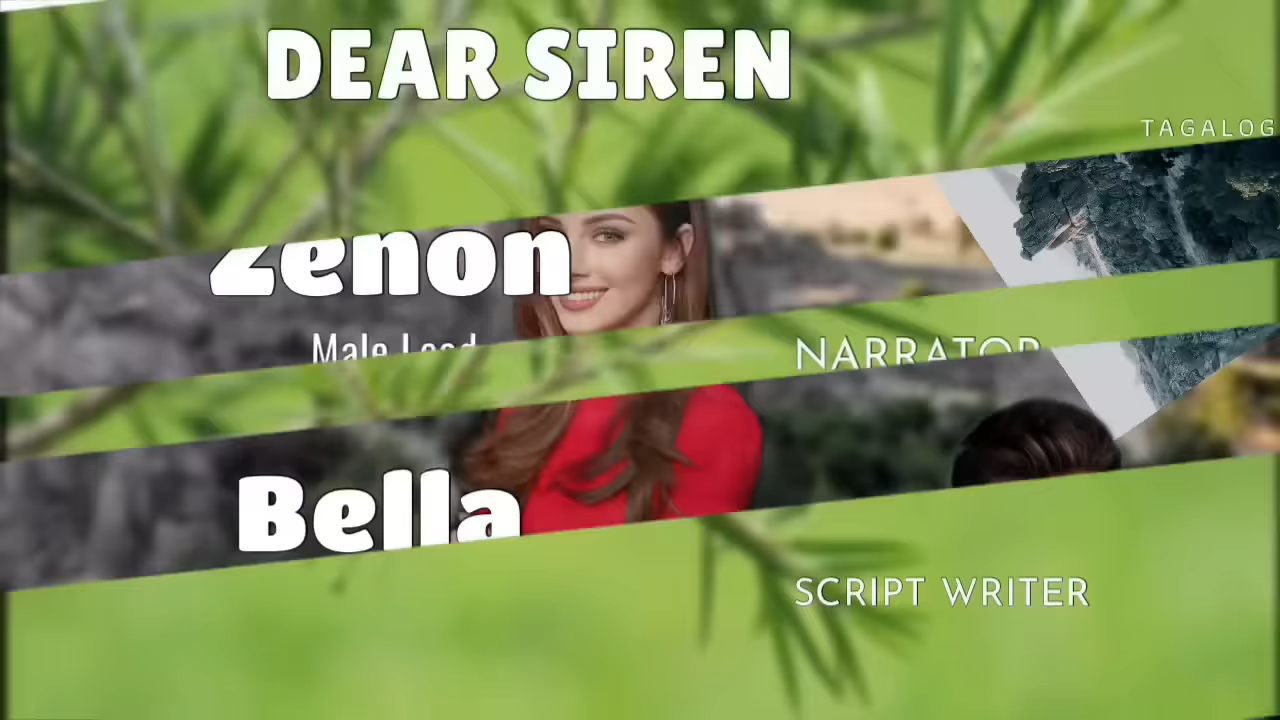 DEAR SIREN
TAGALOG
Zenon
Male Lead
NARRATOR
Bella
SCRIPT WRITER